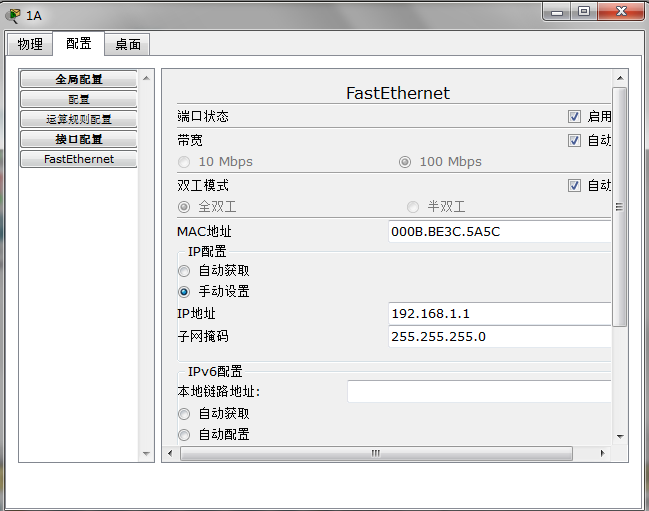 1A
物理 配置 桌面
全局配置
配置
运算规则配置
接口配置
FastEthernet
FastEthernet
端口状态 启用
带宽 自动
10 Mbps 100 Mbps
双工模式 自动
全双工 半双工
MAC地址 000B.BE3C.5A5C
IP配置
自动获取
手动设置
IP地址 192.168.1.1
子网掩码 255.255.255.0
IPv6配置
本地链路地址:
自动获取
自动配置